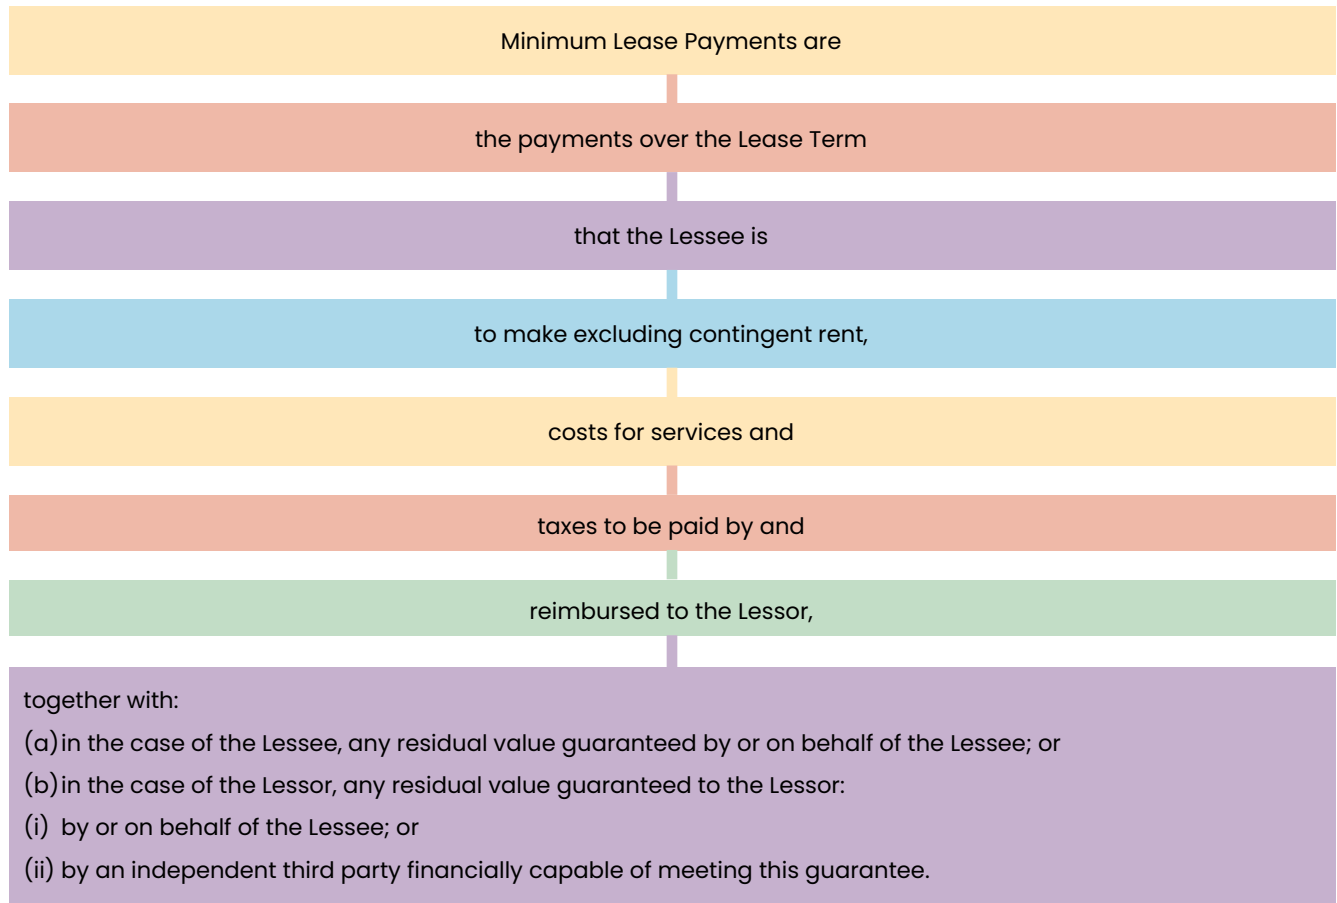 Minimum Lease Payments are
the payments over the Lease Term
that the Lessee is
to make excluding contingent rent,
costs for services and
taxes to be paid by and
reimbursed to the Lessor,
together with:
(a) in the case of the Lessee, any residual value guaranteed by or on behalf of the Lessee; or
(b) in the case of the Lessor, any residual value guaranteed to the Lessor:
(i) by or on behalf of the Lessee; or
(ii) by an independent third party financially capable of meeting this guarantee.